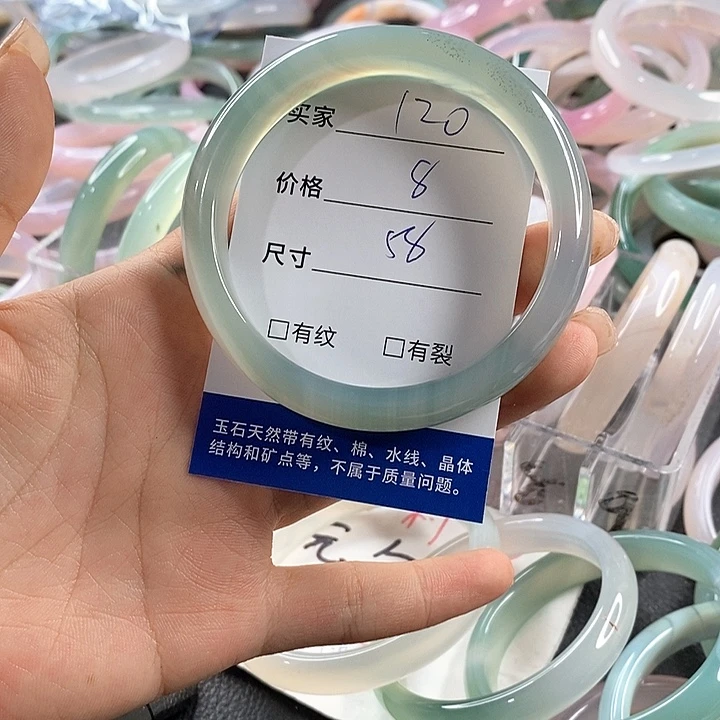 买家 120
价格 8
尺寸 58
□有纹 □有裂
玉石天然带有纹、棉、水线、晶体
结构和矿点等，不属于质量问题。
利
元